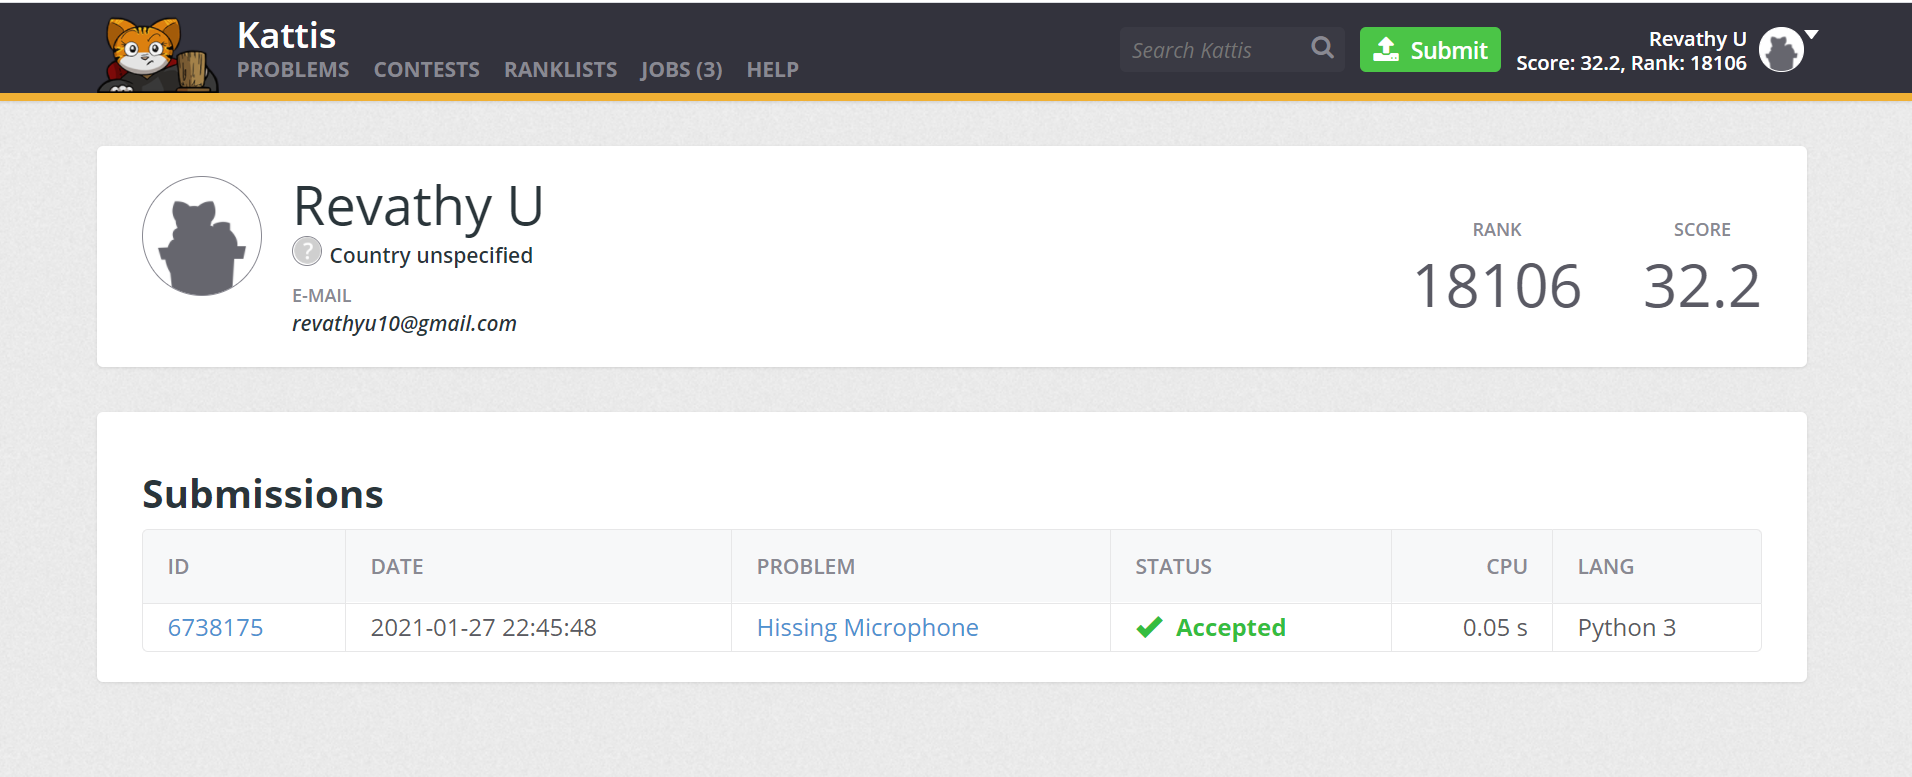 Kattis
PROBLEMS CONTESTS RANKLISTS JOBS (3) HELP
Search Kattis
Submit
Revathy U
Score: 32.2, Rank: 18106
Revathy U
? Country unspecified
E-MAIL
revathyu10@gmail.com
RANK SCORE
18106 32.2
Submissions
ID DATE PROBLEM STATUS CPU LANG
6738175 2021-01-27 22:45:48 Hissing Microphone Accepted 0.05 s Python 3